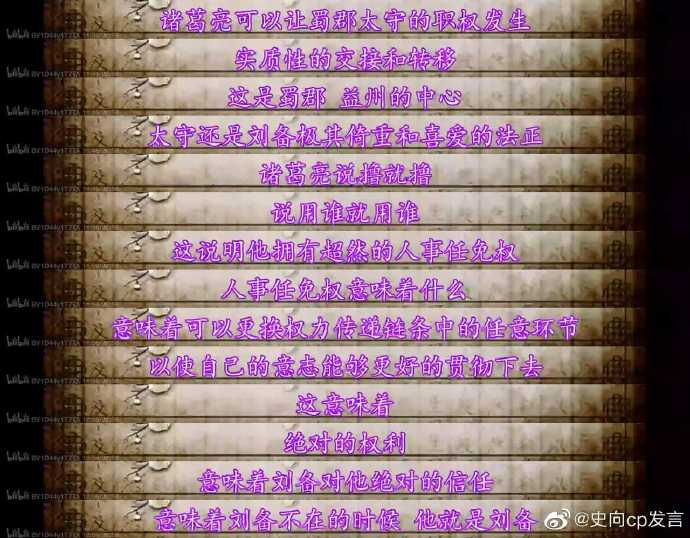 诸葛亮可以让蜀郡太守的职权发生
实质性的交接和转移
这是蜀郡 益州的中心
太守还是刘备极其倚重和喜爱的法正
诸葛亮说撸就撸
说用谁就用谁
这说明他拥有超然的人事任免权
人事任免权意味着什么
意味着可以更换权力传递链条中的任意环节
以使自己的意志能够更好的贯彻下去
这意味着
绝对的权利
意味着刘备对他绝对的信任
意味着刘备不在的时候 他就是刘备
@史向cp发言